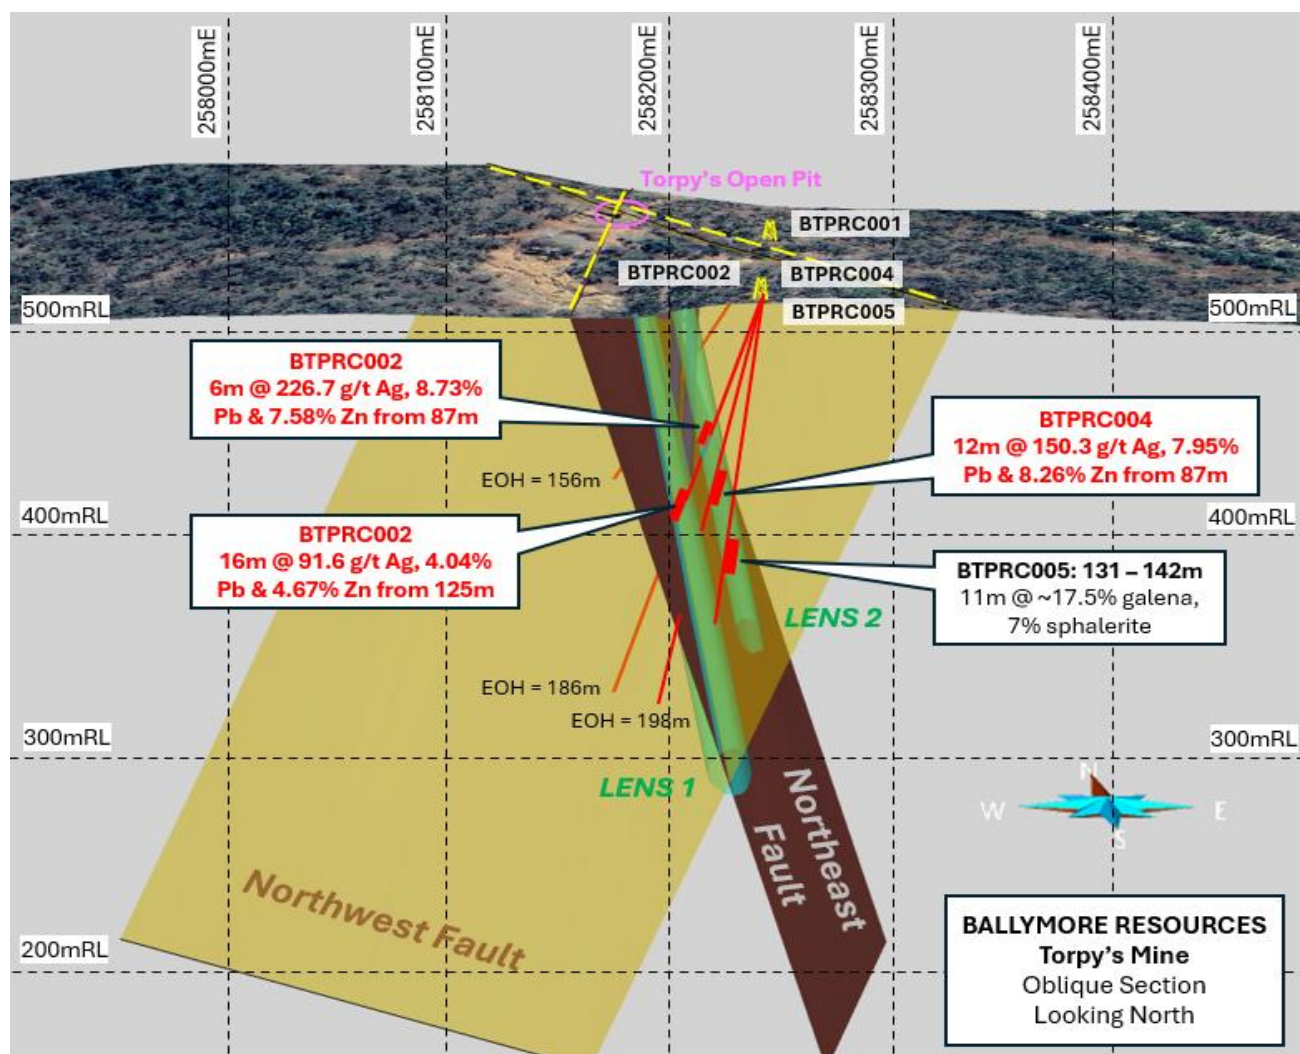 258000mE
258100mE
258200mE
258300mE
258400mE
Torpy's Open Pit
BTPRC001
BTPRC002
BTPRC004
BTPRC005
500mRL
500mRL
BTPRC002
6m @ 226.7 g/t Ag, 8.73%
Pb & 7.58% Zn from 87m
BTPRC004
12m @ 150.3 g/t Ag, 7.95%
Pb & 8.26% Zn from 87m
EOH = 156m
400mRL
400mRL
BTPRC002
16m @ 91.6 g/t Ag, 4.04%
Pb & 4.67% Zn from 125m
BTPRC005: 131 – 142m
11m @ ~17.5% galena,
7% sphalerite
LENS 2
EOH = 186m
EOH = 198m
300mRL
300mRL
LENS 1
Northeast
Fault
N
W
E
S
Northwest Fault
200mRL
BALLYMORE RESOURCES
Torpy's Mine
Oblique Section
Looking North